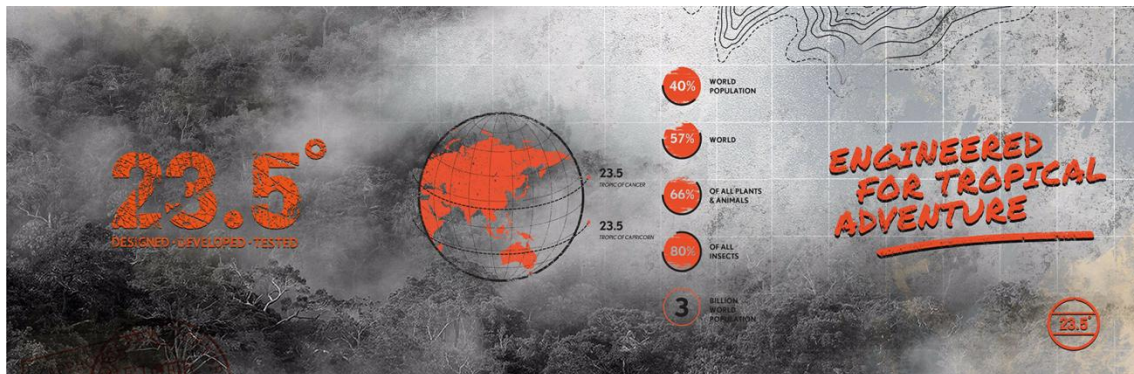 23.5°
DESIGNED · DEVELOPED · TESTED
23.5
TROPIC OF CANCER
23.5
TROPIC OF CAPRICORN
40%
WORLD
POPULATION
57%
WORLD
66%
OF ALL PLANTS
& ANIMALS
80%
OF ALL
INSECTS
3
BILLION
WORLD
POPULATION
ENGINEERED
FOR TROPICAL
ADVENTURE
23.5°